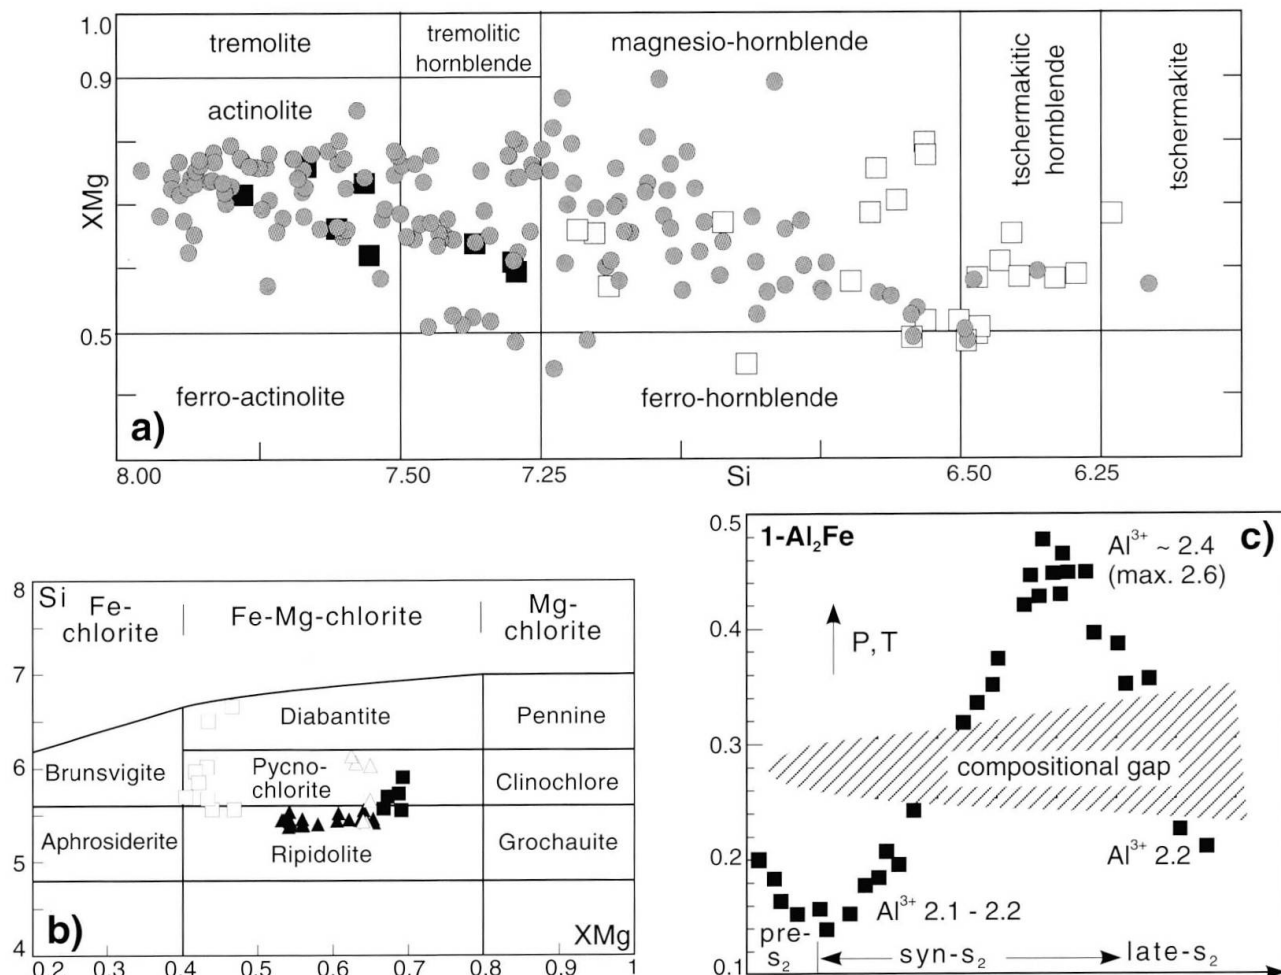 1.0
0.9
XMg
0.5
tremolite
tremolitic
hornblende
magnesio-hornblende
tschermakitic
hornblende
tschermakite
actinolite
ferro-actinolite
ferro-hornblende
a)
8.00
7.50
7.25
Si
6.50
6.25
8
7
6
5
4
Si
Fe-
chlorite
Fe-Mg-chlorite
Mg-
chlorite
Diabantite
Pennine
Brunsvigite
Pycno-
chlorite
Clinochlore
Aphrosiderite
Ripidolite
Grochauite
b)
XMg
0.2
0.3
0.4
0.5
0.6
0.7
0.8
0.9
1
0.5
0.4
0.3
0.2
0.1
1-Al₂Fe
c)
Al³⁺ ~ 2.4
(max. 2.6)
P, T
compositional gap
Al³⁺ 2.2
Al³⁺ 2.1 - 2.2
pre-
s₂
syn-s₂
late-s₂